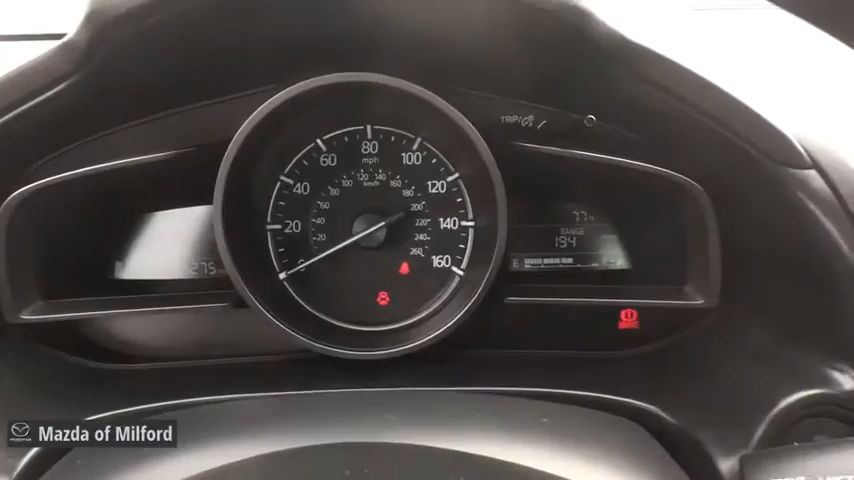 TRIP/
80
60 mph 100
100 120 140
km/h
80 160
40 180 120
60 200
40 220
20 140
20 240
260 160
77
RANGE
194
E
275
Mazda of Milford